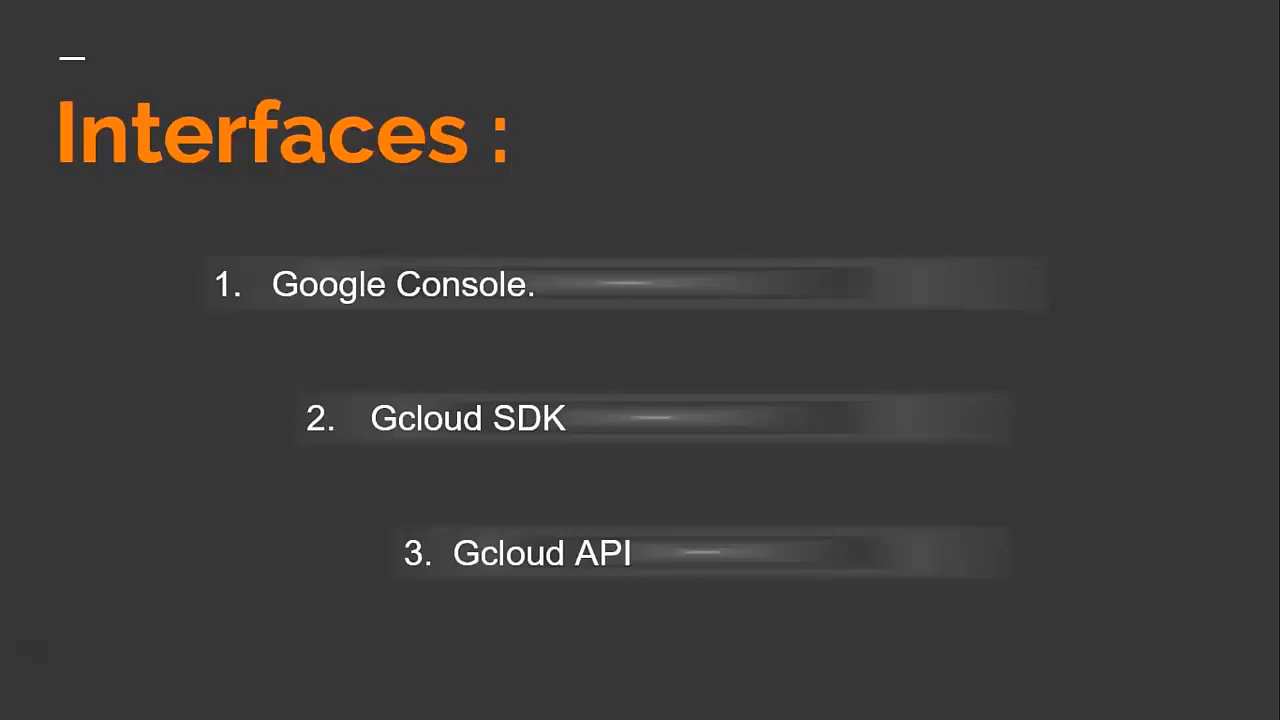 Interfaces :
1. Google Console.
2. Gcloud SDK
3. Gcloud API